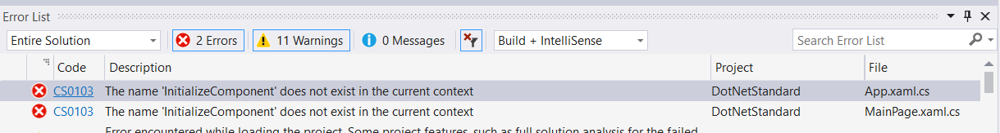 Error List
Entire Solution 2 Errors 11 Warnings 0 Messages Build + IntelliSense Search Error List
Code Description Project File
CS0103 The name 'InitializeComponent' does not exist in the current context DotNetStandard App.xaml.cs
CS0103 The name 'InitializeComponent' does not exist in the current context DotNetStandard MainPage.xaml.cs
Error encountered while loading the project. Some project features, such as full solution analysis for the failed